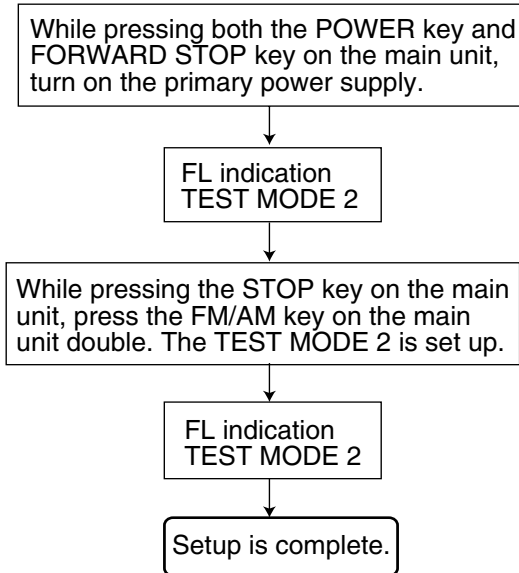 While pressing both the POWER key and
FORWARD STOP key on the main unit,
turn on the primary power supply.
FL indication
TEST MODE 2
While pressing the STOP key on the main
unit, press the FM/AM key on the main
unit double. The TEST MODE 2 is set up.
FL indication
TEST MODE 2
Setup is complete.